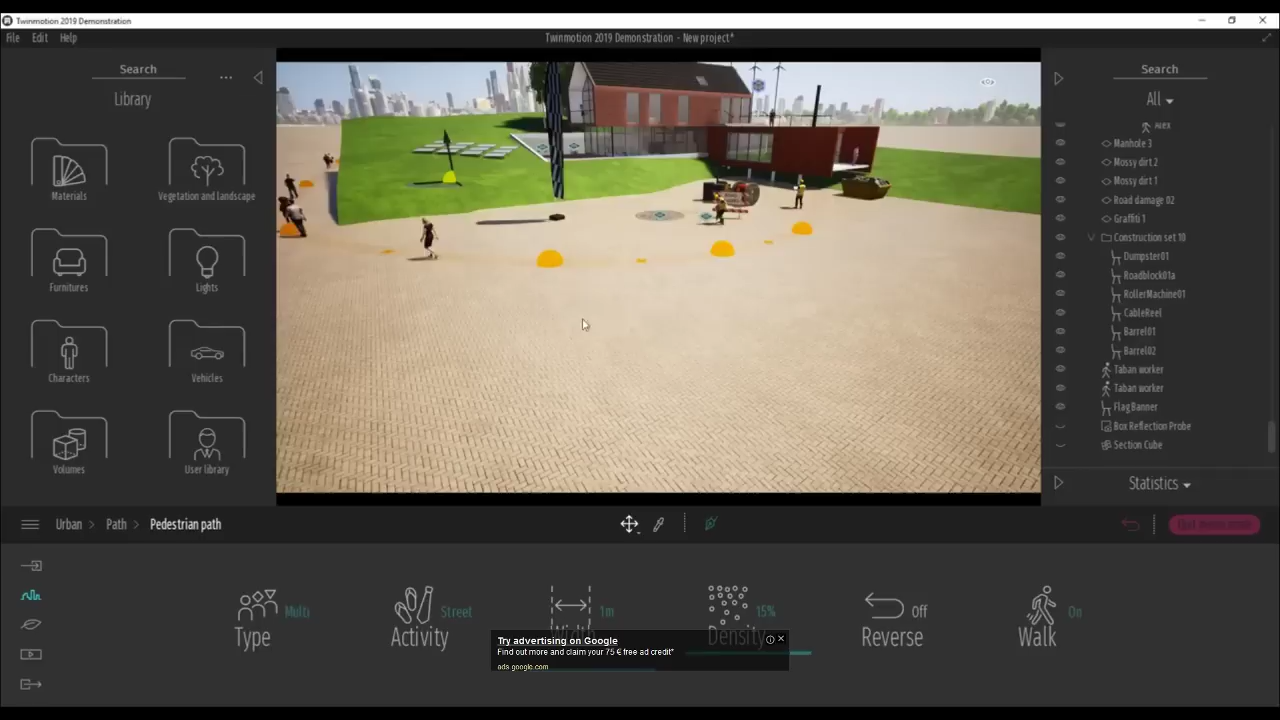 Twinmotion 2019 Demonstration
File Edit Help
Twinmotion 2019 Demonstration - New project*
Search
Library
Materials
Vegetation and landscape
Furnitures
Lights
Characters
Vehicles
Volumes
User library
Search
All
Alex
Manhole 3
Mossy dirt 2
Mossy dirt 1
Road damage 02
Graffiti 1
Construction set 10
Dumpster01
Roadblock01a
RollerMachine01
CableReel
Barrel01
Barrel02
Taban worker
Taban worker
FlagBanner
Box Reflection Probe
Section Cube
Statistics
Urban > Path > Pedestrian path
Multi
Type
Street
Activity
1m
Width
15%
Density
Off
Reverse
On
Walk
Try advertising on Google
Find out more and claim your 75 € free ad credit*
ads.google.com